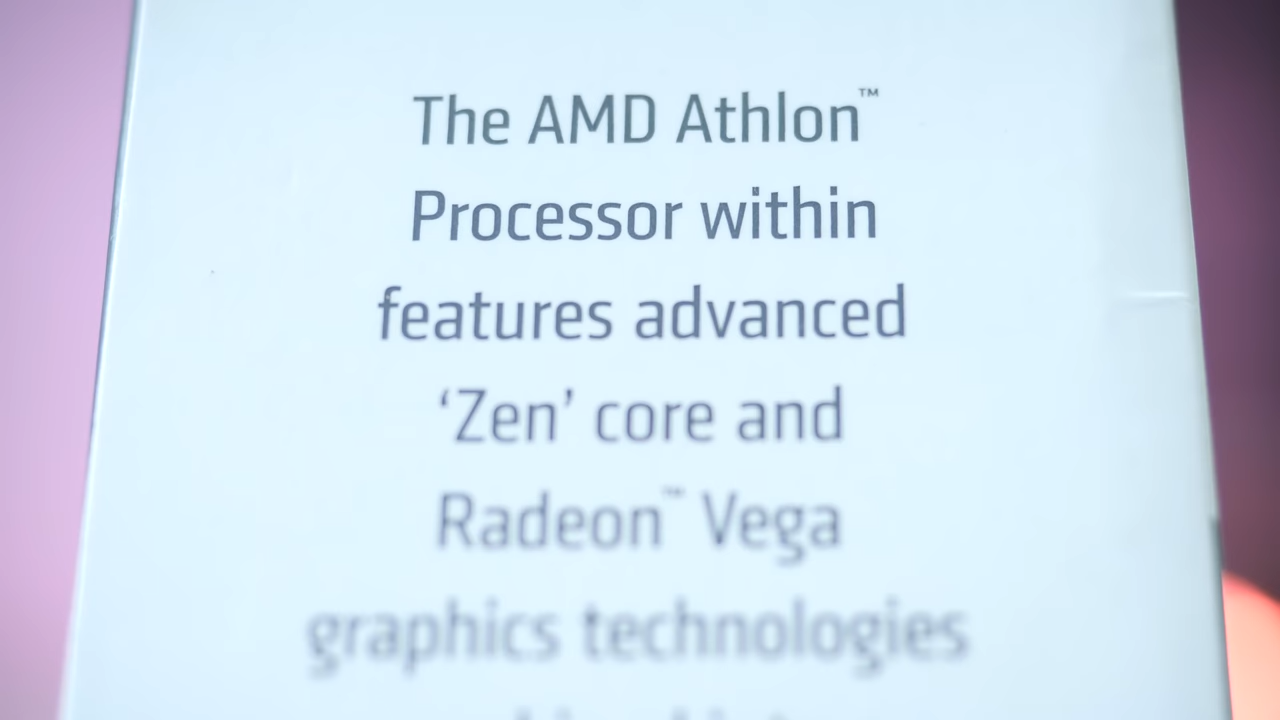 The AMD Athlon™
Processor within
features advanced
‘Zen’ core and
Radeon™ Vega
graphics technologies